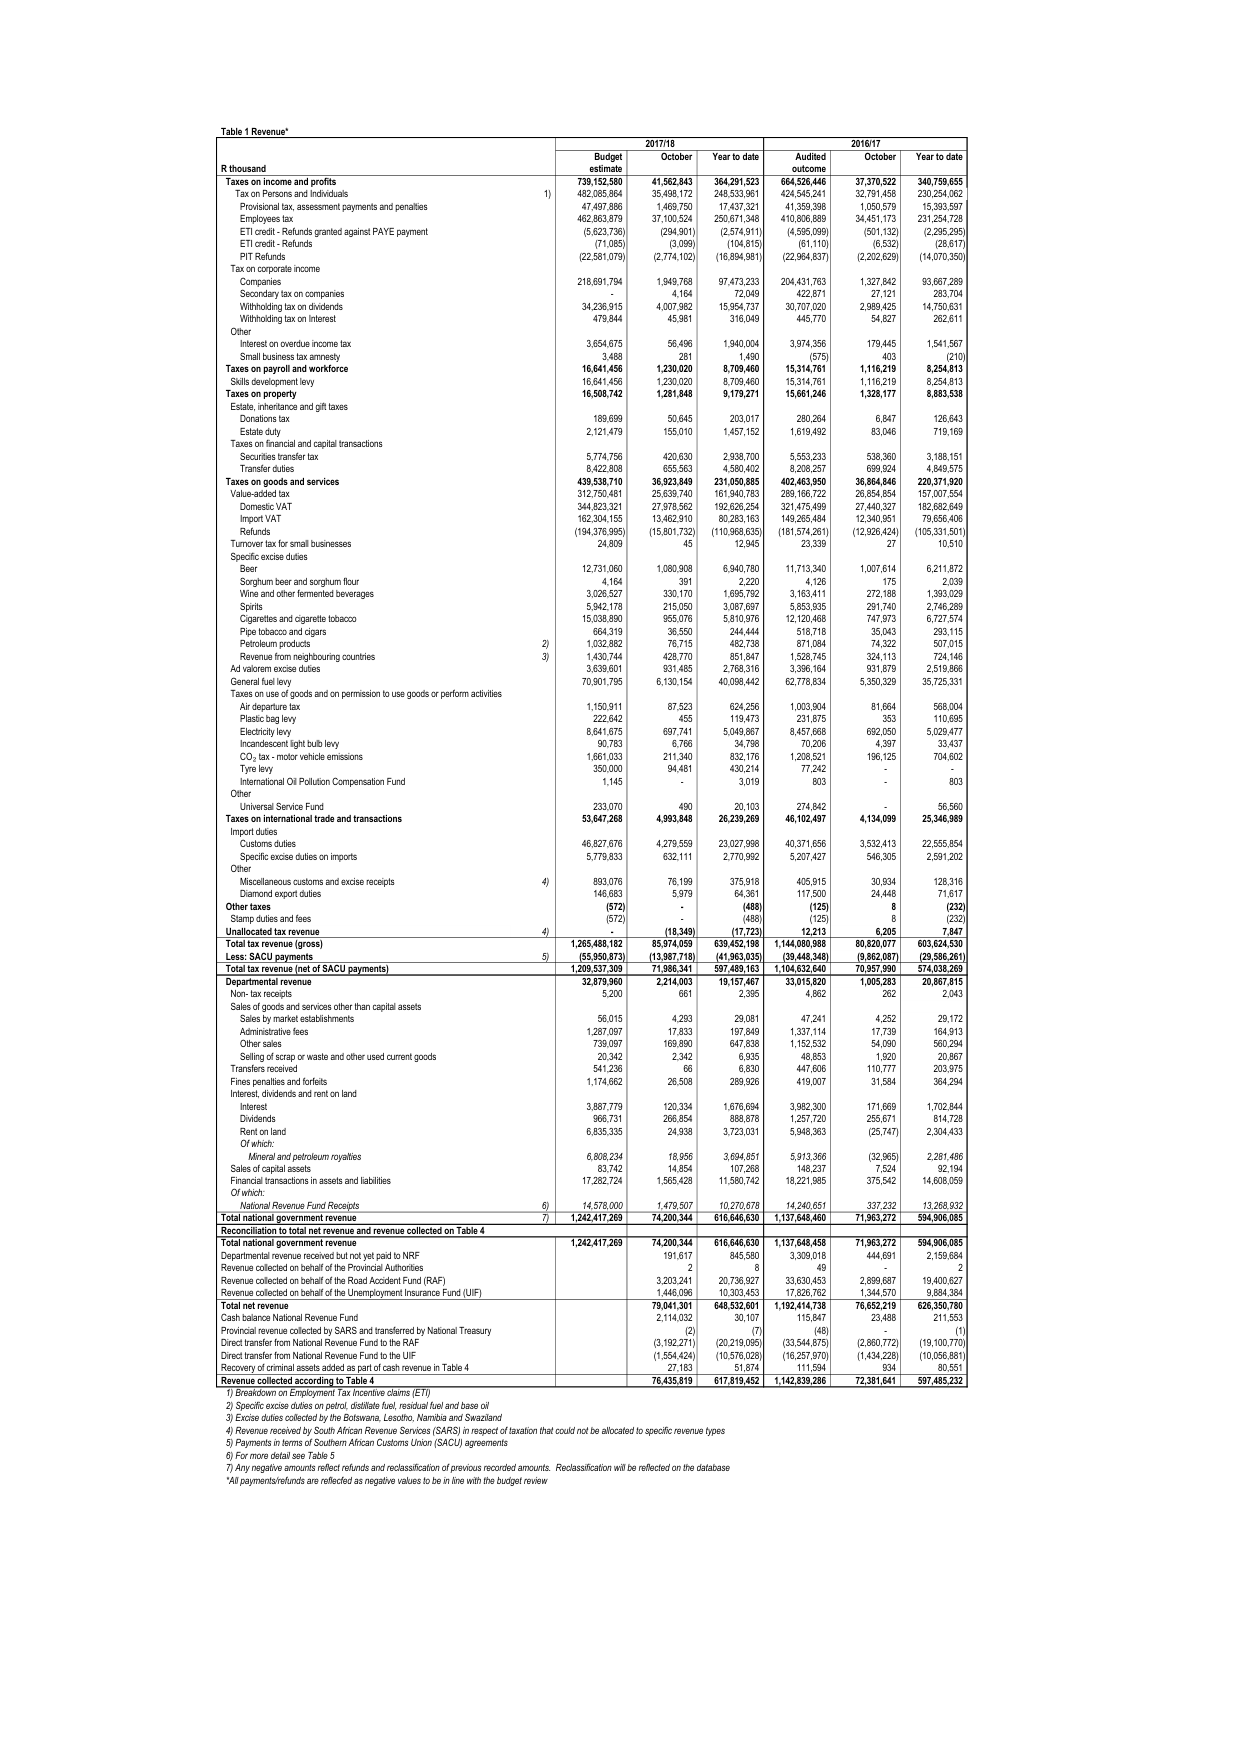 Table 1 Revenue*
2017/18 2016/17
Budget October Year to date Audited October Year to date
R thousand estimate outcome
Taxes on income and profits 739,152,580 41,562,843 364,291,523 664,526,446 37,370,522 340,759,655
Tax on Persons and Individuals 1) 482,085,864 35,498,172 248,533,961 424,545,241 32,791,458 230,254,062
Provisional tax, assessment payments and penalties 47,497,886 1,469,750 17,437,321 41,359,398 1,050,579 15,393,597
Employees tax 462,863,879 37,100,524 250,671,348 410,806,889 34,451,173 231,254,728
ETI credit - Refunds granted against PAYE payment (5,623,736) (294,901) (2,574,911) (4,595,099) (501,132) (2,295,295)
ETI credit - Refunds (71,085) (3,099) (104,815) (61,110) (6,532) (28,617)
PIT Refunds (22,581,079) (2,774,102) (16,894,981) (22,964,837) (2,202,629) (14,070,350)
Tax on corporate income
Companies 218,691,794 1,949,768 97,473,233 204,431,763 1,327,842 93,667,289
Secondary tax on companies - 4,164 72,049 422,871 27,121 283,704
Withholding tax on dividends 34,236,915 4,007,982 15,954,737 30,707,020 2,989,425 14,750,631
Withholding tax on Interest 479,844 45,981 316,049 445,770 54,827 262,611
Other
Interest on overdue income tax 3,654,675 56,496 1,940,004 3,974,356 179,445 1,541,567
Small business tax amnesty 3,488 281 1,490 (575) 403 (210)
Taxes on payroll and workforce 16,641,456 1,230,020 8,709,460 15,314,761 1,116,219 8,254,813
Skills development levy 16,641,456 1,230,020 8,709,460 15,314,761 1,116,219 8,254,813
Taxes on property 16,508,742 1,281,848 9,179,271 15,661,246 1,328,177 8,883,538
Estate, inheritance and gift taxes
Donations tax 189,699 50,645 203,017 280,264 6,847 126,643
Estate duty 2,121,479 155,010 1,457,152 1,619,492 83,046 719,169
Taxes on financial and capital transactions
Securities transfer tax 5,774,756 420,630 2,938,700 5,553,233 538,360 3,188,151
Transfer duties 8,422,808 655,563 4,580,402 8,208,257 699,924 4,849,575
Taxes on goods and services 439,538,710 36,923,849 231,050,885 402,463,950 36,864,846 220,371,920
Value-added tax 312,750,481 25,639,740 161,940,783 289,166,722 26,854,854 157,007,554
Domestic VAT 344,823,321 27,978,562 192,626,254 321,475,499 27,440,327 182,682,649
Import VAT 162,304,155 13,462,910 80,283,163 149,265,484 12,340,951 79,656,406
Refunds (194,376,995) (15,801,732) (110,968,635) (181,574,261) (12,926,424) (105,331,501)
Turnover tax for small businesses 24,809 45 12,945 23,339 27 10,510
Specific excise duties
Beer 12,731,060 1,080,908 6,940,780 11,713,340 1,007,614 6,211,872
Sorghum beer and sorghum flour 4,164 391 2,220 4,126 175 2,039
Wine and other fermented beverages 3,026,527 330,170 1,695,792 3,163,411 272,188 1,393,029
Spirits 5,942,178 215,050 3,087,697 5,853,935 291,740 2,746,289
Cigarettes and cigarette tobacco 15,038,890 955,076 5,810,976 12,120,468 747,973 6,727,574
Pipe tobacco and cigars 664,319 36,550 244,444 518,718 35,043 293,115
Petroleum products 2) 1,032,882 76,715 482,738 871,084 74,322 507,015
Revenue from neighbouring countries 3) 1,430,744 428,770 851,847 1,528,745 324,113 724,146
Ad valorem excise duties 3,639,601 931,485 2,768,316 3,396,164 931,879 2,519,866
General fuel levy 70,901,795 6,130,154 40,098,442 62,778,834 5,350,329 35,725,331
Taxes on use of goods and on permission to use goods or perform activities
Air departure tax 1,150,911 87,523 624,256 1,003,904 81,664 568,004
Plastic bag levy 222,642 455 119,473 231,875 353 110,695
Electricity levy 8,641,675 697,741 5,049,867 8,457,668 692,050 5,029,477
Incandescent light bulb levy 90,783 6,766 34,798 70,206 4,397 33,437
CO2 tax - motor vehicle emissions 1,661,033 211,340 832,176 1,208,521 196,125 704,602
Tyre levy 350,000 94,481 430,214 77,242 - -
International Oil Pollution Compensation Fund 1,145 - 3,019 803 - 803
Other
Universal Service Fund 233,070 490 20,103 274,842 - 56,560
Taxes on international trade and transactions 53,647,268 4,993,848 26,239,269 46,102,497 4,134,099 25,346,989
Import duties
Customs duties 46,827,676 4,279,559 23,027,998 40,371,656 3,532,413 22,555,854
Specific excise duties on imports 5,779,833 632,111 2,770,992 5,207,427 546,305 2,591,202
Other
Miscellaneous customs and excise receipts 4) 893,076 76,199 375,918 405,915 30,934 128,316
Diamond export duties 146,683 5,979 64,361 117,500 24,448 71,617
Other taxes (572) - (488) (125) 8 (232)
Stamp duties and fees (572) - (488) (125) 8 (232)
Unallocated tax revenue 4) - (18,349) (17,723) 12,213 6,205 7,847
Total tax revenue (gross) 1,265,488,182 85,974,059 639,452,198 1,144,080,988 80,820,077 603,624,530
Less: SACU payments 5) (55,950,873) (13,987,718) (41,963,035) (39,448,348) (9,862,087) (29,586,261)
Total tax revenue (net of SACU payments) 1,209,537,309 71,986,341 597,489,163 1,104,632,640 70,957,990 574,038,269
Departmental revenue 32,879,960 2,214,003 19,157,467 33,015,820 1,005,283 20,867,815
Non- tax receipts 5,200 661 2,395 4,862 262 2,043
Sales of goods and services other than capital assets
Sales by market establishments 56,015 4,293 29,081 47,241 4,252 29,172
Administrative fees 1,287,097 17,833 197,849 1,337,114 17,739 164,913
Other sales 739,097 169,890 647,838 1,152,532 54,090 560,294
Selling of scrap or waste and other used current goods 20,342 2,342 6,935 48,853 1,920 20,867
Transfers received 541,236 66 6,830 447,606 110,777 203,975
Fines penalties and forfeits 1,174,662 26,508 289,926 419,007 31,584 364,294
Interest, dividends and rent on land
Interest 3,887,779 120,334 1,676,694 3,982,300 171,669 1,702,844
Dividends 966,731 266,854 888,878 1,257,720 255,671 814,728
Rent on land 6,835,335 24,938 3,723,031 5,948,363 (25,747) 2,304,433
Of which:
Mineral and petroleum royalties 6,808,234 18,956 3,694,851 5,913,366 (32,965) 2,281,486
Sales of capital assets 83,742 14,854 107,268 148,237 7,524 92,194
Financial transactions in assets and liabilities 17,282,724 1,565,428 11,580,742 18,221,985 375,542 14,608,059
Of which:
National Revenue Fund Receipts 6) 14,578,000 1,479,507 10,270,678 14,240,651 337,232 13,268,932
Total national government revenue 7) 1,242,417,269 74,200,344 616,646,630 1,137,648,460 71,963,272 594,906,085
Reconciliation to total net revenue and revenue collected on Table 4
Total national government revenue 1,242,417,269 74,200,344 616,646,630 1,137,648,458 71,963,272 594,906,085
Departmental revenue received but not yet paid to NRF 191,617 845,580 3,309,018 444,691 2,159,684
Revenue collected on behalf of the Provincial Authorities 2 8 49 - 2
Revenue collected on behalf of the Road Accident Fund (RAF) 3,203,241 20,736,927 33,630,453 2,899,687 19,400,627
Revenue collected on behalf of the Unemployment Insurance Fund (UIF) 1,446,096 10,303,453 17,826,762 1,344,570 9,884,384
Total net revenue 79,041,301 648,532,601 1,192,414,738 76,652,219 626,350,780
Cash balance National Revenue Fund 2,114,032 30,107 115,847 23,488 211,553
Provincial revenue collected by SARS and transferred by National Treasury (2) (7) (48) - (1)
Direct transfer from National Revenue Fund to the RAF (3,192,271) (20,219,095) (33,544,875) (2,860,772) (19,100,770)
Direct transfer from National Revenue Fund to the UIF (1,554,424) (10,576,028) (16,257,970) (1,434,228) (10,056,881)
Recovery of criminal assets added as part of cash revenue in Table 4 27,183 51,874 111,594 934 80,551
Revenue collected according to Table 4 76,435,819 617,819,452 1,142,839,286 72,381,641 597,485,232
1) Breakdown on Employment Tax Incentive claims (ETI)
2) Specific excise duties on petrol, distillate fuel, residual fuel and base oil
3) Excise duties collected by the Botswana, Lesotho, Namibia and Swaziland
4) Revenue received by South African Revenue Services (SARS) in respect of taxation that could not be allocated to specific revenue types
5) Payments in terms of Southern African Customs Union (SACU) agreements
6) For more detail see Table 5
7) Any negative amounts reflect refunds and reclassification of previous recorded amounts. Reclassification will be reflected on the database
*All payments/refunds are reflecfed as negative values to be in line with the budget review